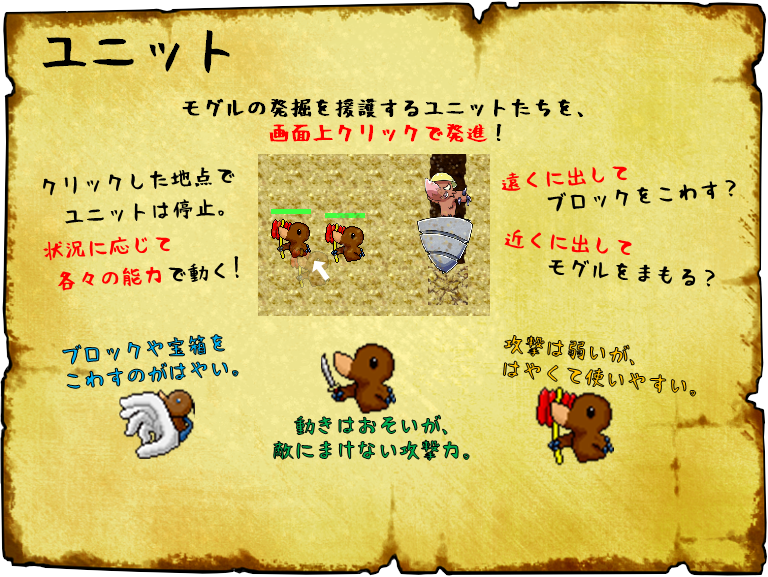 ユニット
モグルの発掘を援護するユニットたちを、
画面上クリックで発進！
クリックした地点で
ユニットは停止。
状況に応じて
各々の能力で動く！
遠くに出して
ブロックをこわす？
近くに出して
モグルをまもる？
ブロックや宝箱を
こわすのがはやい。
動きはおそいが、
敵にまけない攻撃力。
攻撃は弱いが、
はやくて使いやすい。